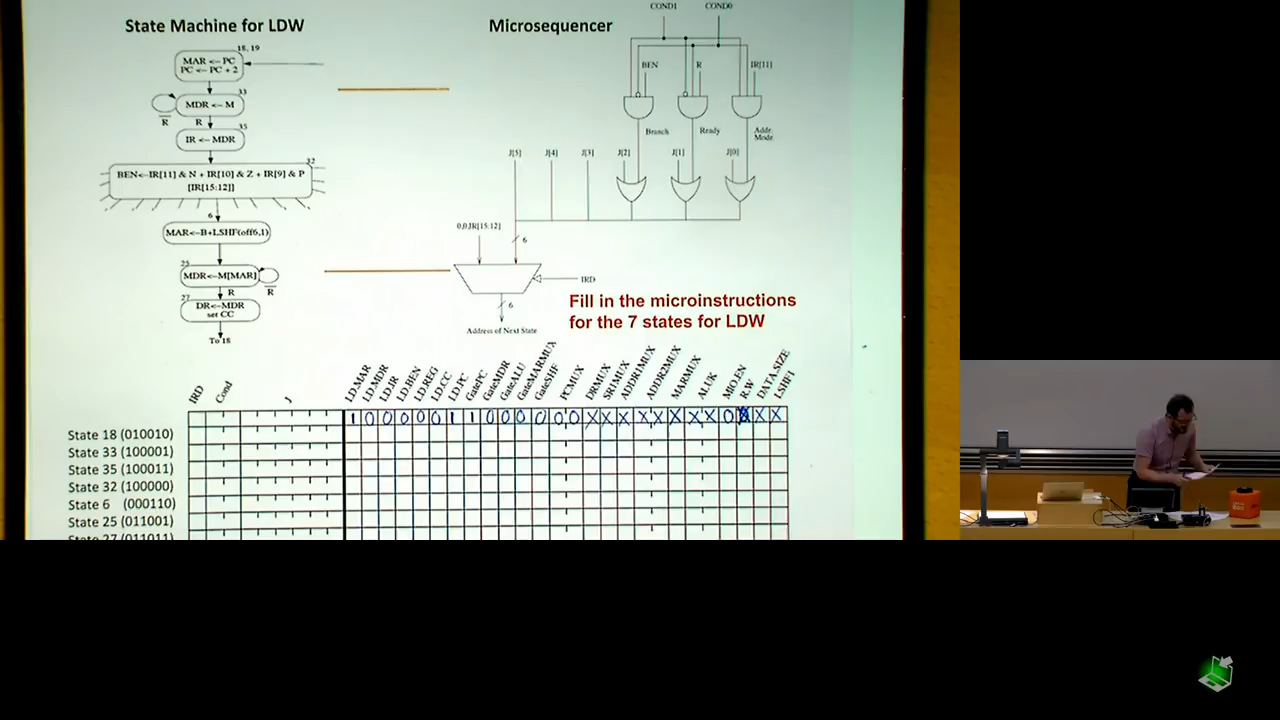 State Machine for LDW
18, 19
MAR <- PC
PC <- PC + 2
33
MDR <- M
R
R
35
IR <- MDR
32
BEN<-IR[11] & N + IR[10] & Z + IR[9] & P
[IR[15:12]]
6
MAR<-B+LSHF(off6,1)
25
MDR<-M[MAR]
R
R
27
DR<-MDR
set CC
To 18
Microsequencer
COND1 COND0
BEN R IR[11]
Branch Ready Addr. Mode
J[5] J[4] J[3] J[2] J[1] J[0]
0,0,IR[15:12]
6
IRD
6
Address of Next State
Fill in the microinstructions
for the 7 states for LDW
IRD Cond J LD.MAR LD.MDR LD.IR LD.BEN LD.REG LD.CC LD.PC GatePC GateMDR GateALU GateMARMUX GateSHF PCMUX DRMUX SR1MUX ADDR1MUX ADDR2MUX MARMUX ALUK MIO.EN R.W DATA.SIZE LSHF1
1 0 0 0 0 0 1 1 0 0 0 0 0 0 X X X X X X X X 0 X X X
State 18 (010010)
State 33 (100001)
State 35 (100011)
State 32 (100000)
State 6 (000110)
State 25 (011001)
State 27 (011011)